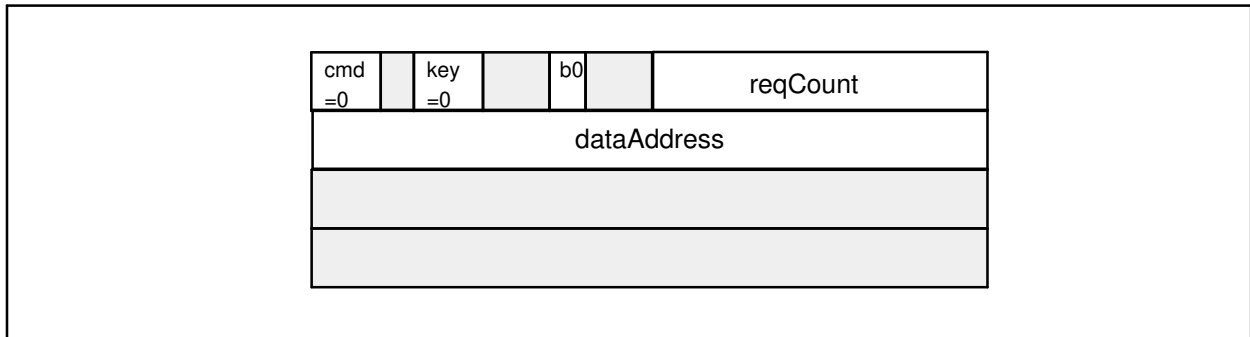 cmd key b0 reqCount
=0 =0
dataAddress